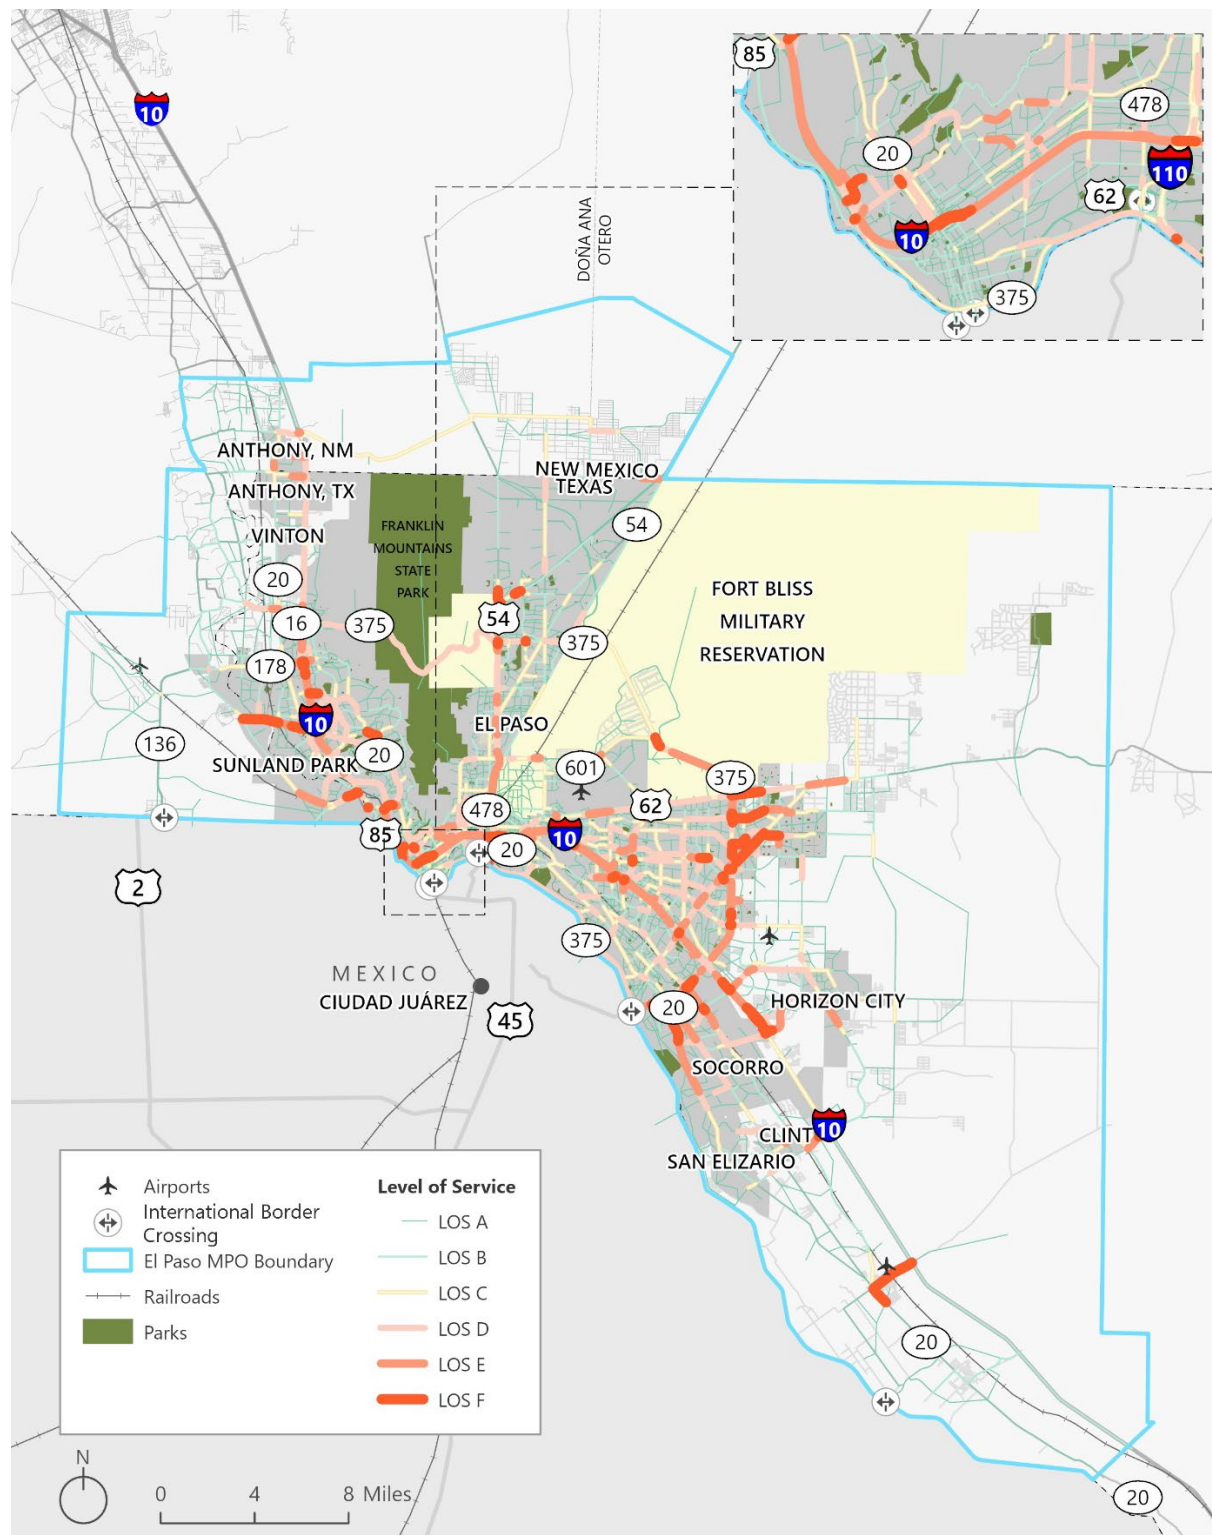 85
478
10
20
110
62
10
375
DOÑA ANA
OTERO
ANTHONY, NM
NEW MEXICO
TEXAS
ANTHONY, TX
54
VINTON
FRANKLIN
MOUNTAINS
STATE
PARK
20
FORT BLISS
MILITARY
RESERVATION
54
16
375
375
178
10
EL PASO
136
20
SUNLAND PARK
601
375
62
478
85
10
20
2
375
MEXICO
CIUDAD JUÁREZ
45
20
HORIZON CITY
SOCORRO
10
CLINT
SAN ELIZARIO
Airports
International Border
Crossing
El Paso MPO Boundary
Railroads
Parks
Level of Service
LOS A
LOS B
LOS C
LOS D
LOS E
LOS F
20
N
0 4 8 Miles
20